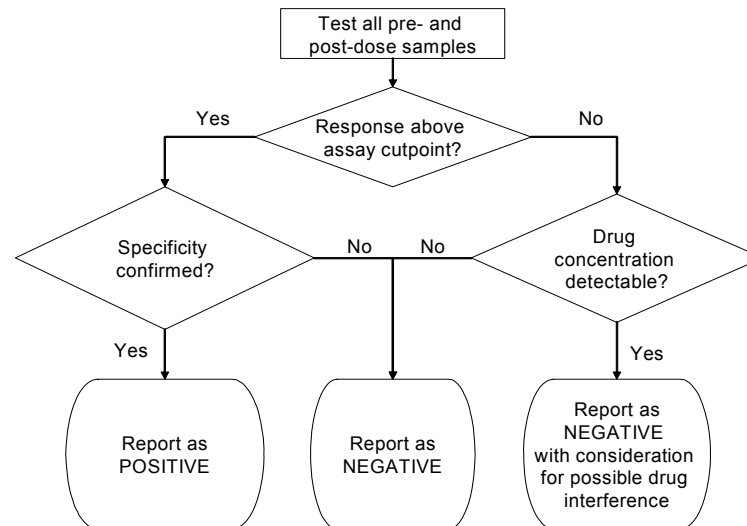 Test all pre- and
post-dose samples
Yes
No
Response above
assay cutpoint?
Specificity
confirmed?
No
No
Drug
concentration
detectable?
Yes
Yes
Report as
POSITIVE
Report as
NEGATIVE
Report as
NEGATIVE
with consideration
for possible drug
interference